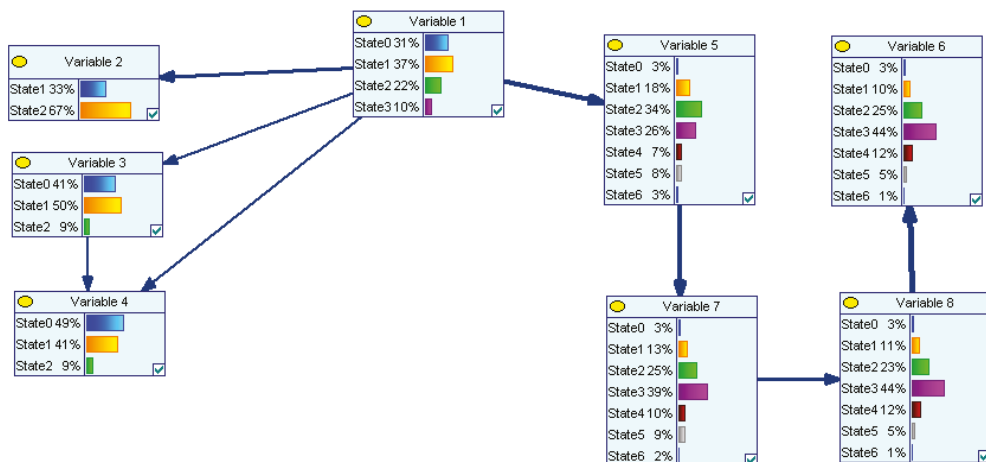 Variable 1
State0 31%
State1 37%
State2 22%
State3 10%
Variable 2
State1 33%
State2 67%
Variable 3
State0 41%
State1 50%
State2 9%
Variable 4
State0 49%
State1 41%
State2 9%
Variable 5
State0 3%
State1 18%
State2 34%
State3 26%
State4 7%
State5 8%
State6 3%
Variable 6
State0 3%
State1 10%
State2 25%
State3 44%
State4 12%
State5 5%
State6 1%
Variable 7
State0 3%
State1 13%
State2 25%
State3 39%
State4 10%
State5 9%
State6 2%
Variable 8
State0 3%
State1 11%
State2 23%
State3 44%
State4 12%
State5 5%
State6 1%